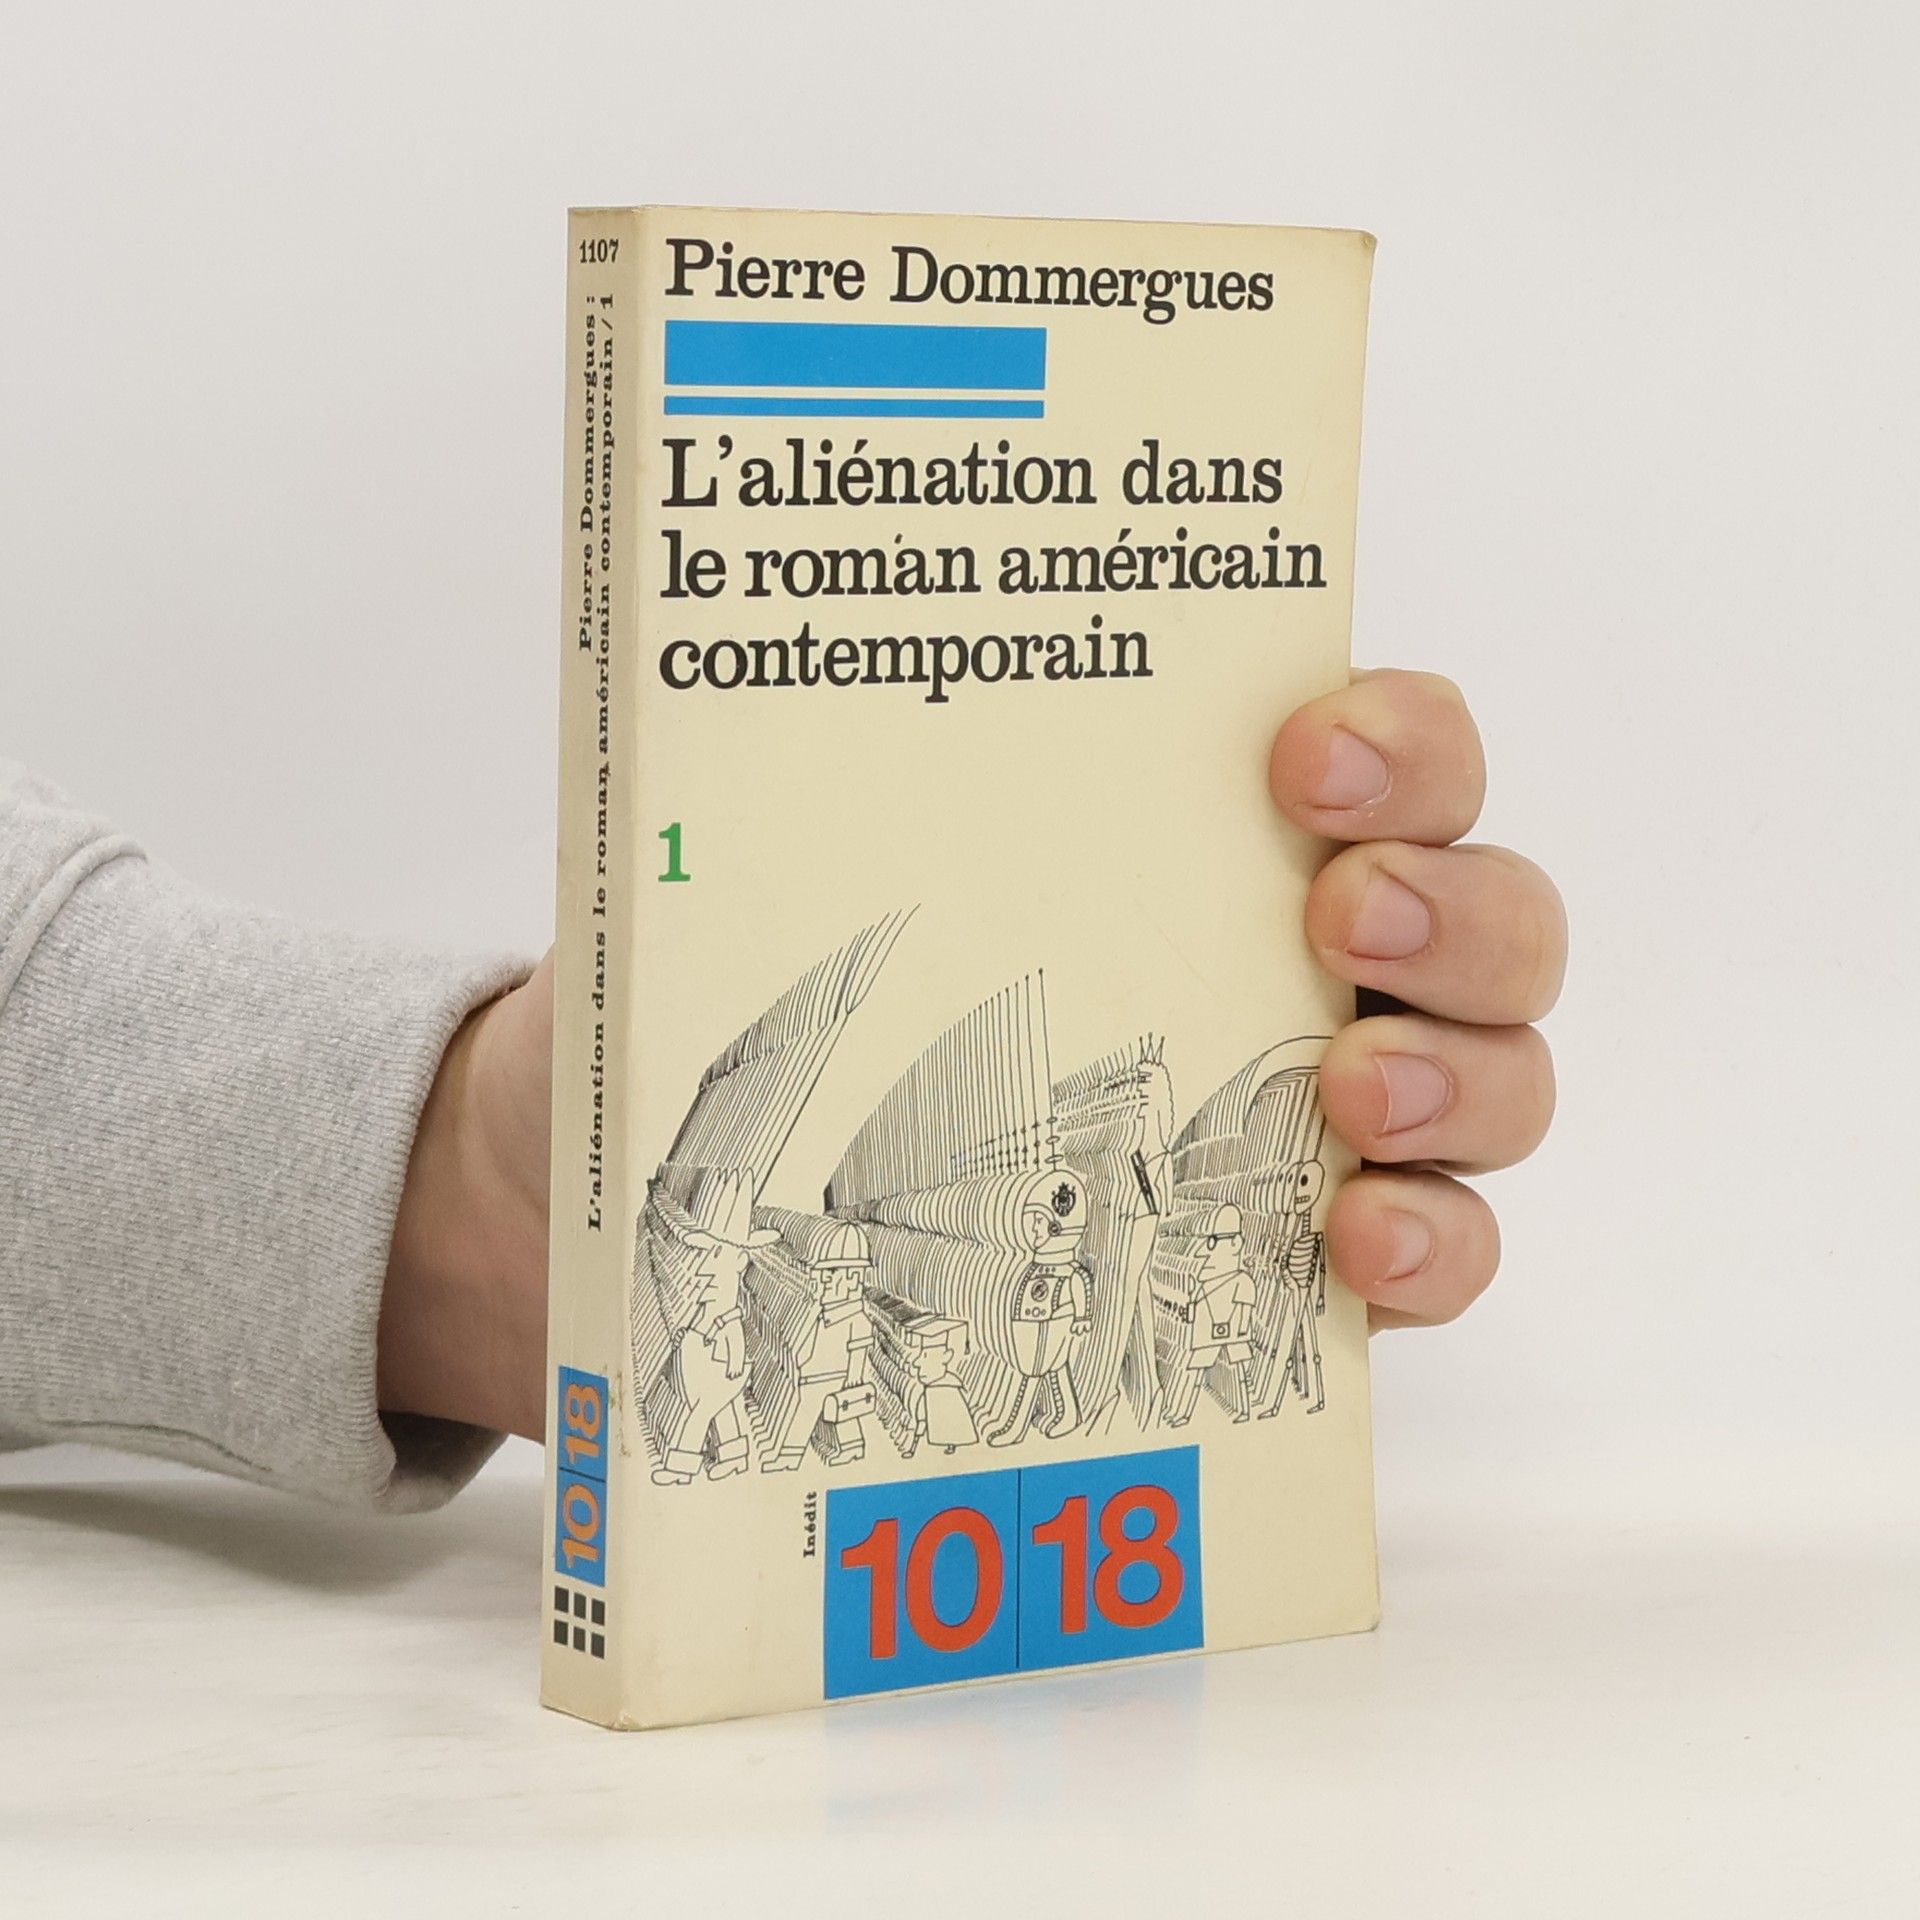 1107
Pierre Dommergues :
L'aliénation dans le roman américain contemporain / 1
10|18
Pierre Dommergues
L'aliénation dans
le roman américain
contemporain
1
Inédit
10|18